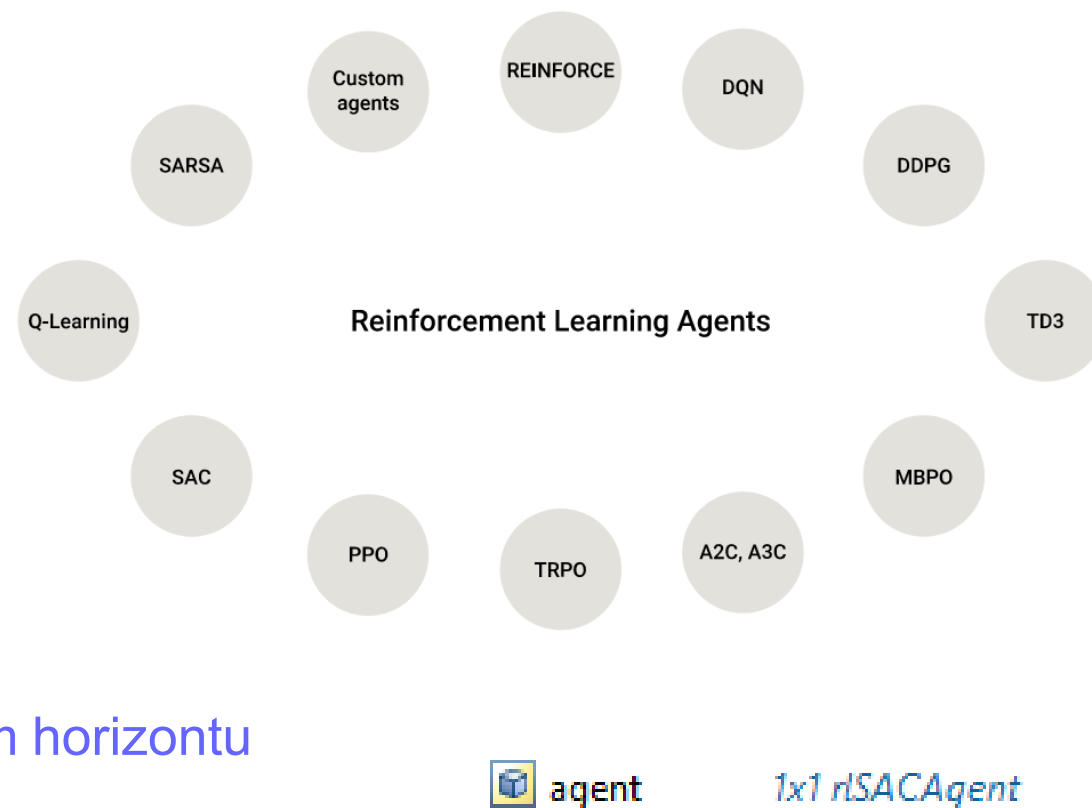 Custom
agents
REINFORCE
DQN
SARSA
DDPG
Q-Learning
Reinforcement Learning Agents
TD3
SAC
MBPO
PPO
TRPO
A2C, A3C
horizontu
agent 1x1 rlSACAgent